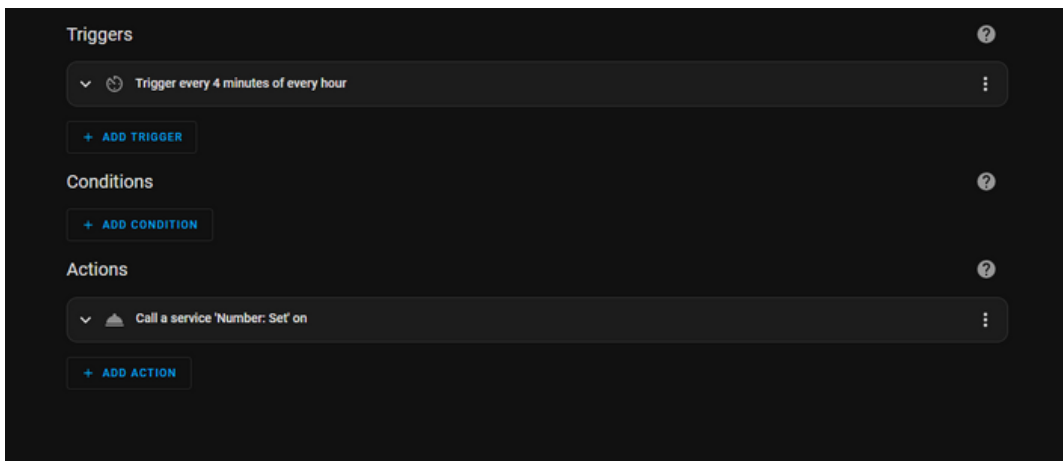 Triggers
Trigger every 4 minutes of every hour
+ ADD TRIGGER
Conditions
+ ADD CONDITION
Actions
Call a service 'Number: Set' on
+ ADD ACTION